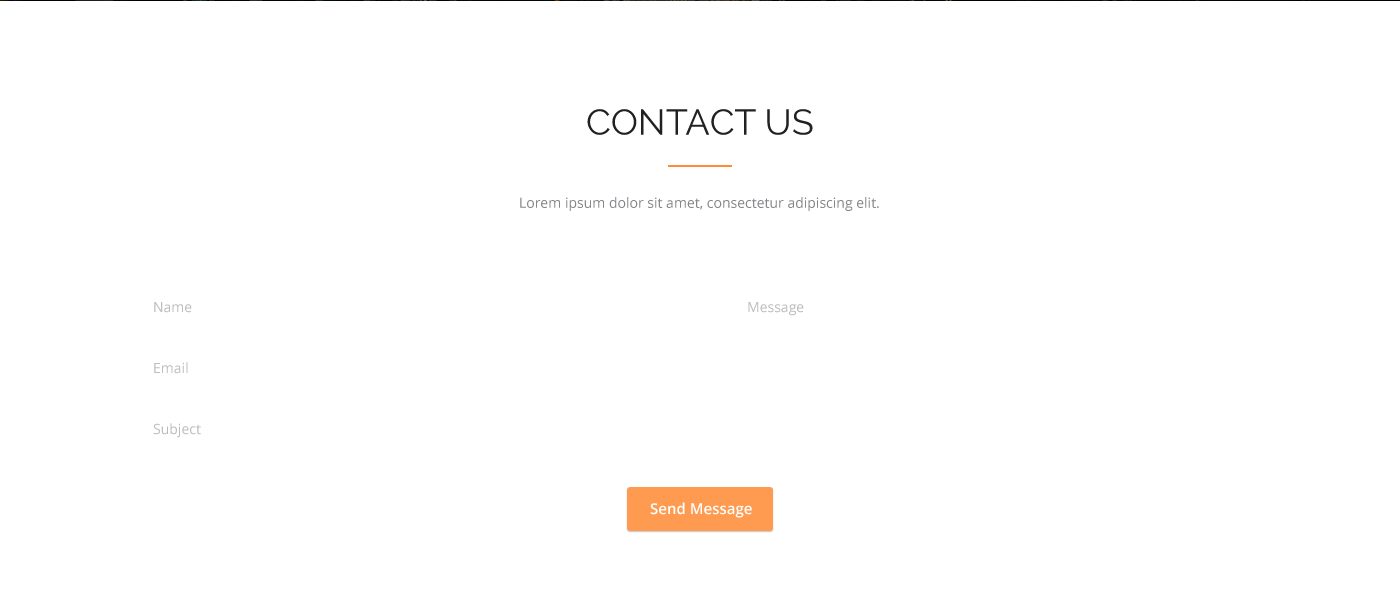 CONTACT US
Lorem ipsum dolor sit amet, consectetur adipiscing elit.
Name
Email
Subject
Message
Send Message